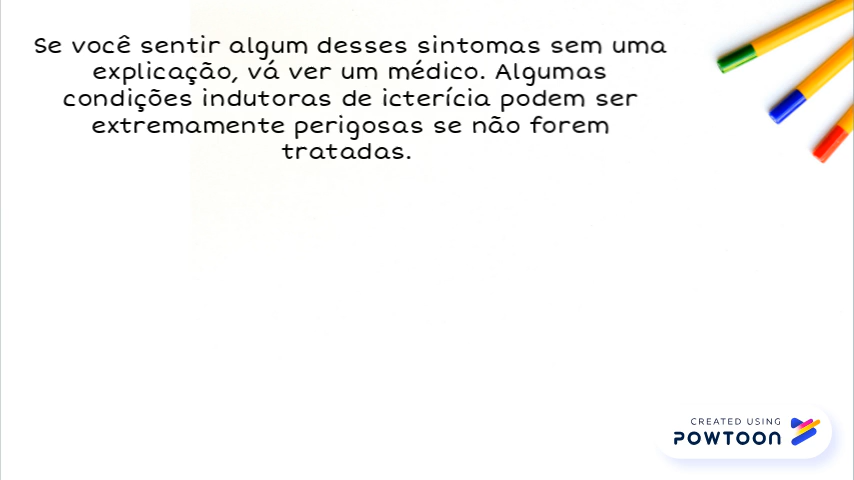 Se você sentir algum desses sintomas sem uma
explicação, vá ver um médico. Algumas
condições indutoras de icterícia podem ser
extremamente perigosas se não forem
tratadas.
CREATED USING
POWTOON